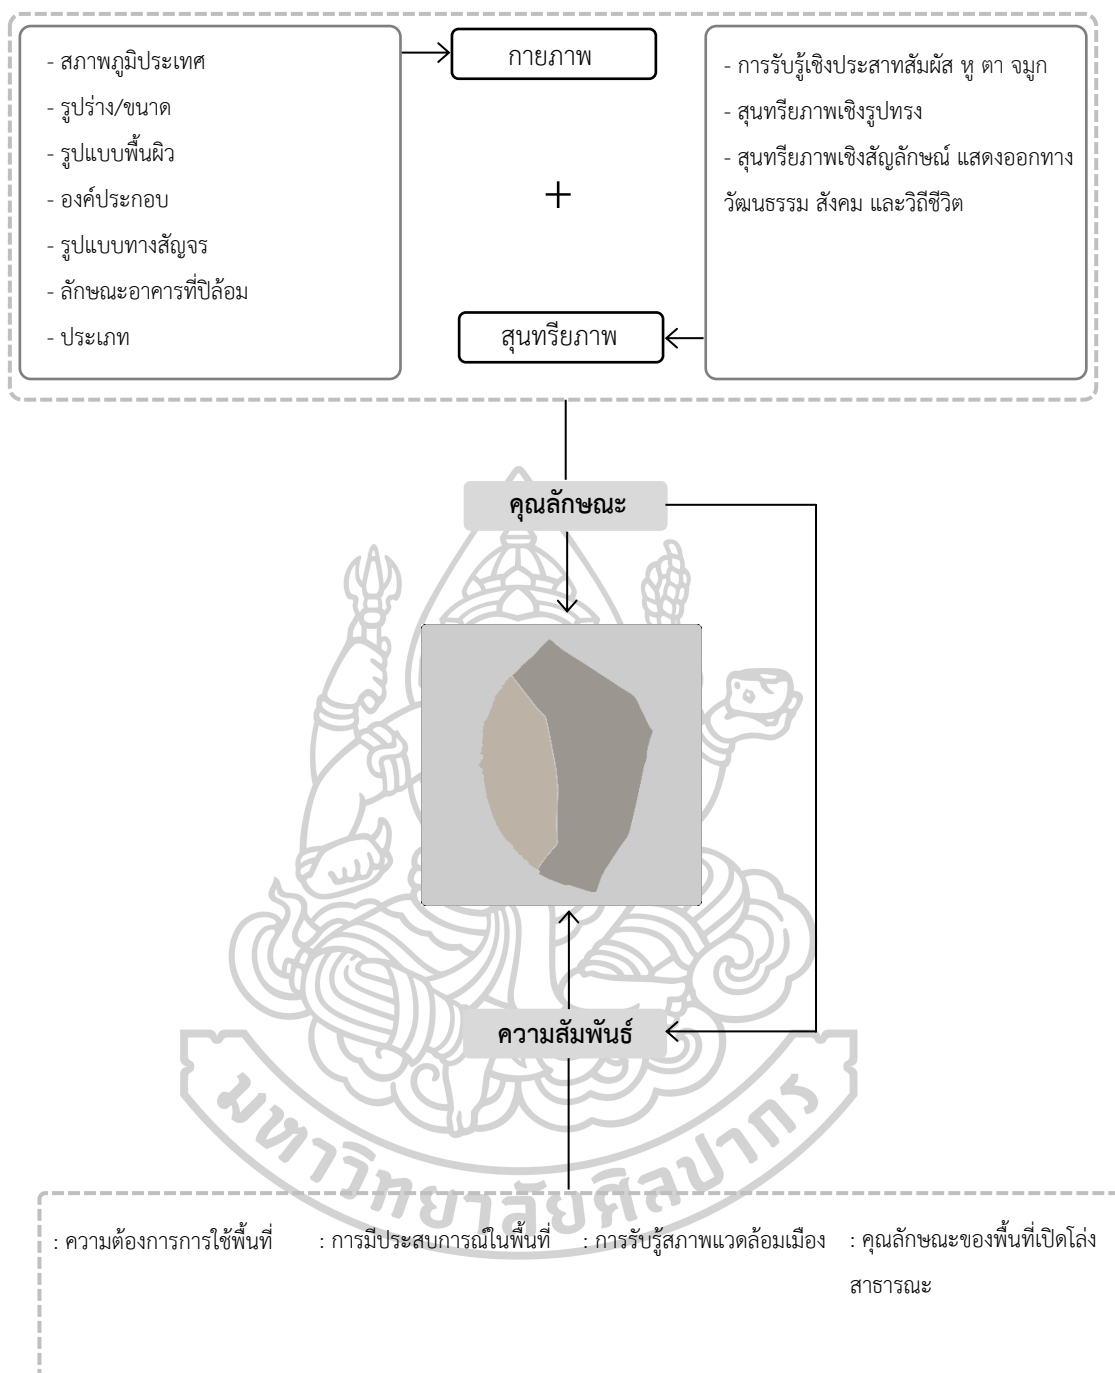 - สภาพภูมิประเทศ
- รูปร่าง/ขนาด
- รูปแบบพื้นผิว
- องค์ประกอบ
- รูปแบบทางสัญจร
- ลักษณะอาคารที่ปิล้อม
- ประเภท
กายภาพ
+
สุนทรียภาพ
- การรับรู้เชิงประสาทสัมผัส หู ตา จมูก
- สุนทรียภาพเชิงรูปทรง
- สุนทรียภาพเชิงสัญลักษณ์ แสดงออกทาง
วัฒนธรรม สังคม และวิถีชีวิต
คุณลักษณะ
ความสัมพันธ์
มหาวิทยาลัยศิลปากร
: ความต้องการการใช้พื้นที่
: การมีประสบการณ์ในพื้นที่
: การรับรู้สภาพแวดล้อมเมือง
: คุณลักษณะของพื้นที่เปิดโล่ง
สาธารณะ